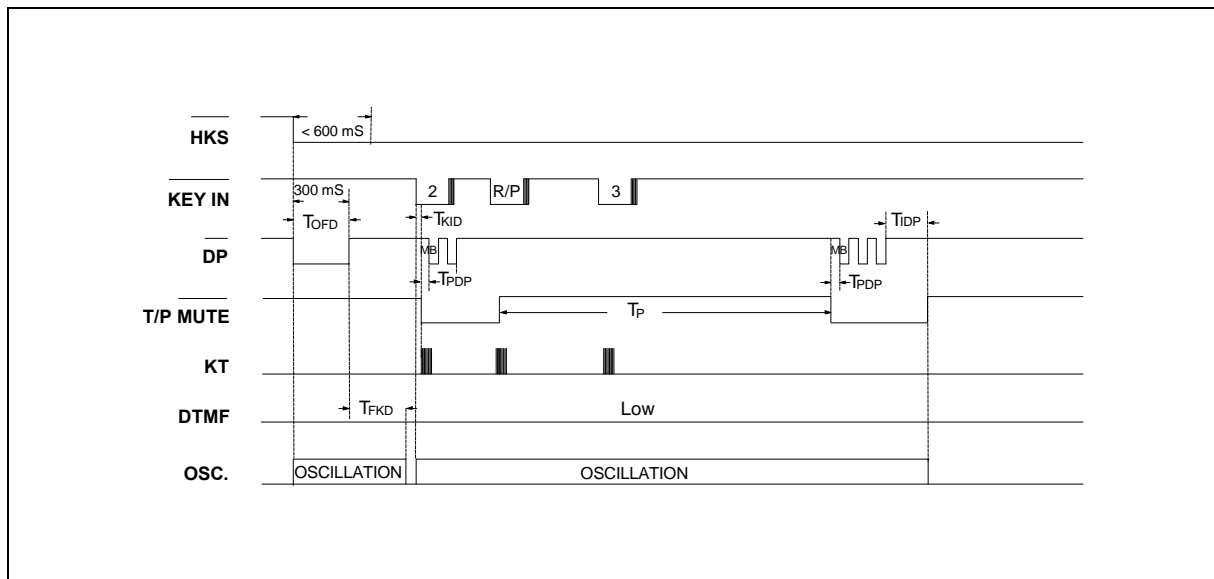 HKS
< 600 mS
KEY IN
2
R/P
3
300 mS
TOFD
TKID
TIDP
DP
MB
MB
TPDP
TPDP
T/P MUTE
TP
KT
DTMF
TFKD
Low
OSC.
OSCILLATION
OSCILLATION